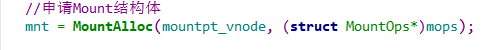 //申请Mount结构体
mnt = MountAlloc(mountpt_vnode, (struct MountOps*)mops);